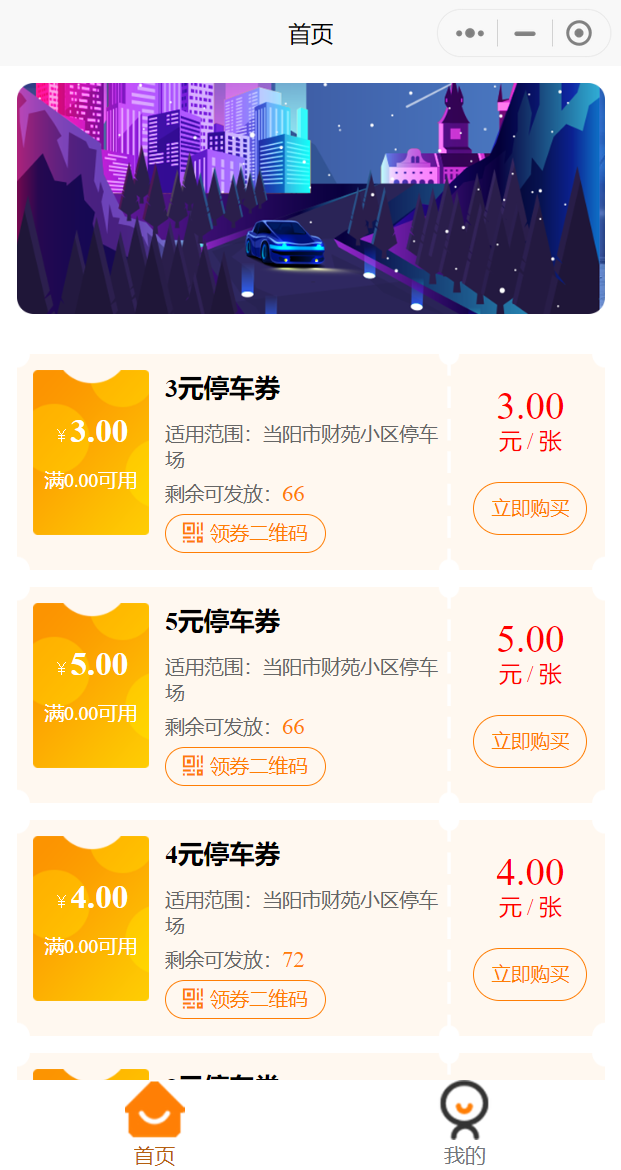 首页
¥3.00
满0.00可用
3元停车券
适用范围：当阳市财苑小区停车
场
剩余可发放：66
领券二维码
3.00
元 / 张
立即购买
¥5.00
满0.00可用
5元停车券
适用范围：当阳市财苑小区停车
场
剩余可发放：66
领券二维码
5.00
元 / 张
立即购买
¥4.00
满0.00可用
4元停车券
适用范围：当阳市财苑小区停车
场
剩余可发放：72
领券二维码
4.00
元 / 张
立即购买
首页
我的